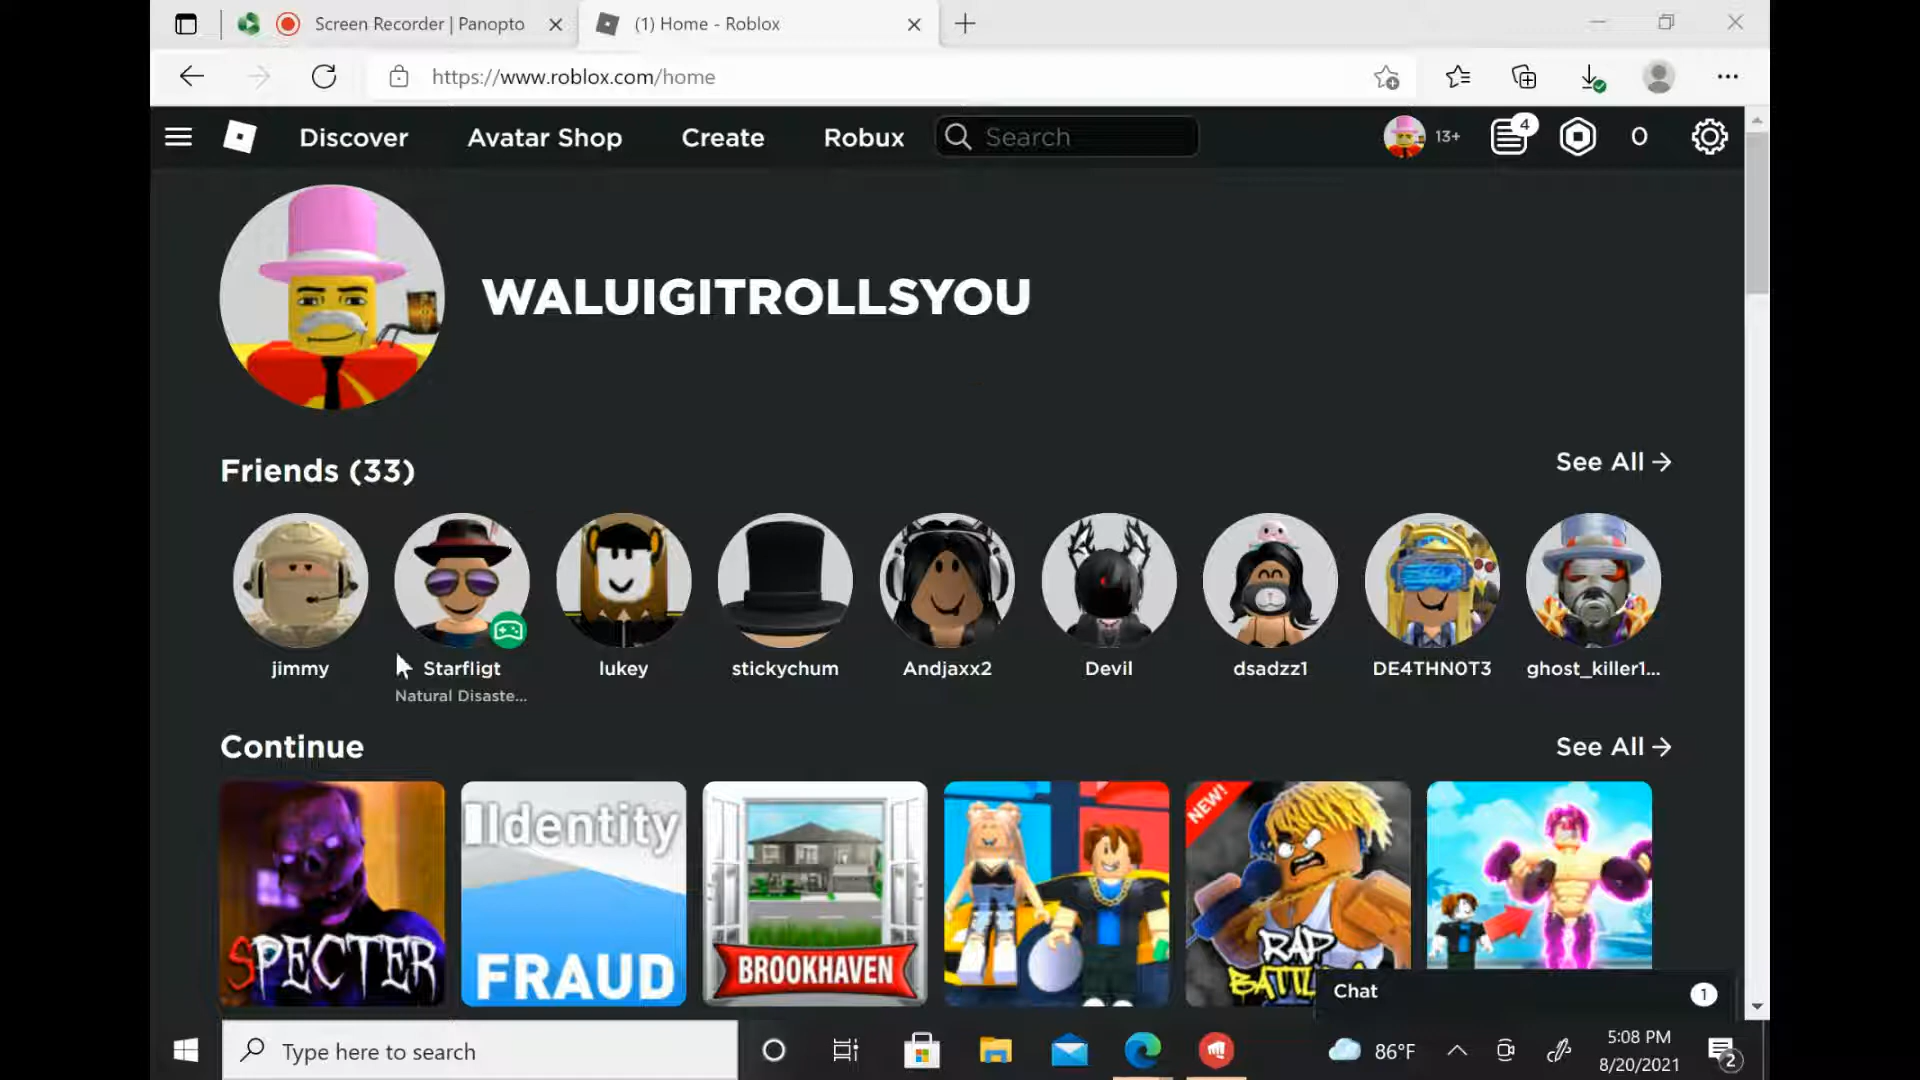 Screen Recorder | Panopto
(1) Home - Roblox
https://www.roblox.com/home
Discover
Avatar Shop
Create
Robux
Search
13+
4
0
WALUIGITROLLSYOU
Friends (33)
See All
jimmy
Starfligt
lukey
stickychum
Andjaxx2
Devil
dsadzz1
DE4THN0T3
ghost_killer1...
Natural Disaste...
Continue
See All
SPECTER
Identity
FRAUD
BROOKHAVEN
NEW!
RAP
BATTL
Chat
1
Type here to search
86°F
5:08 PM
8/20/2021
2